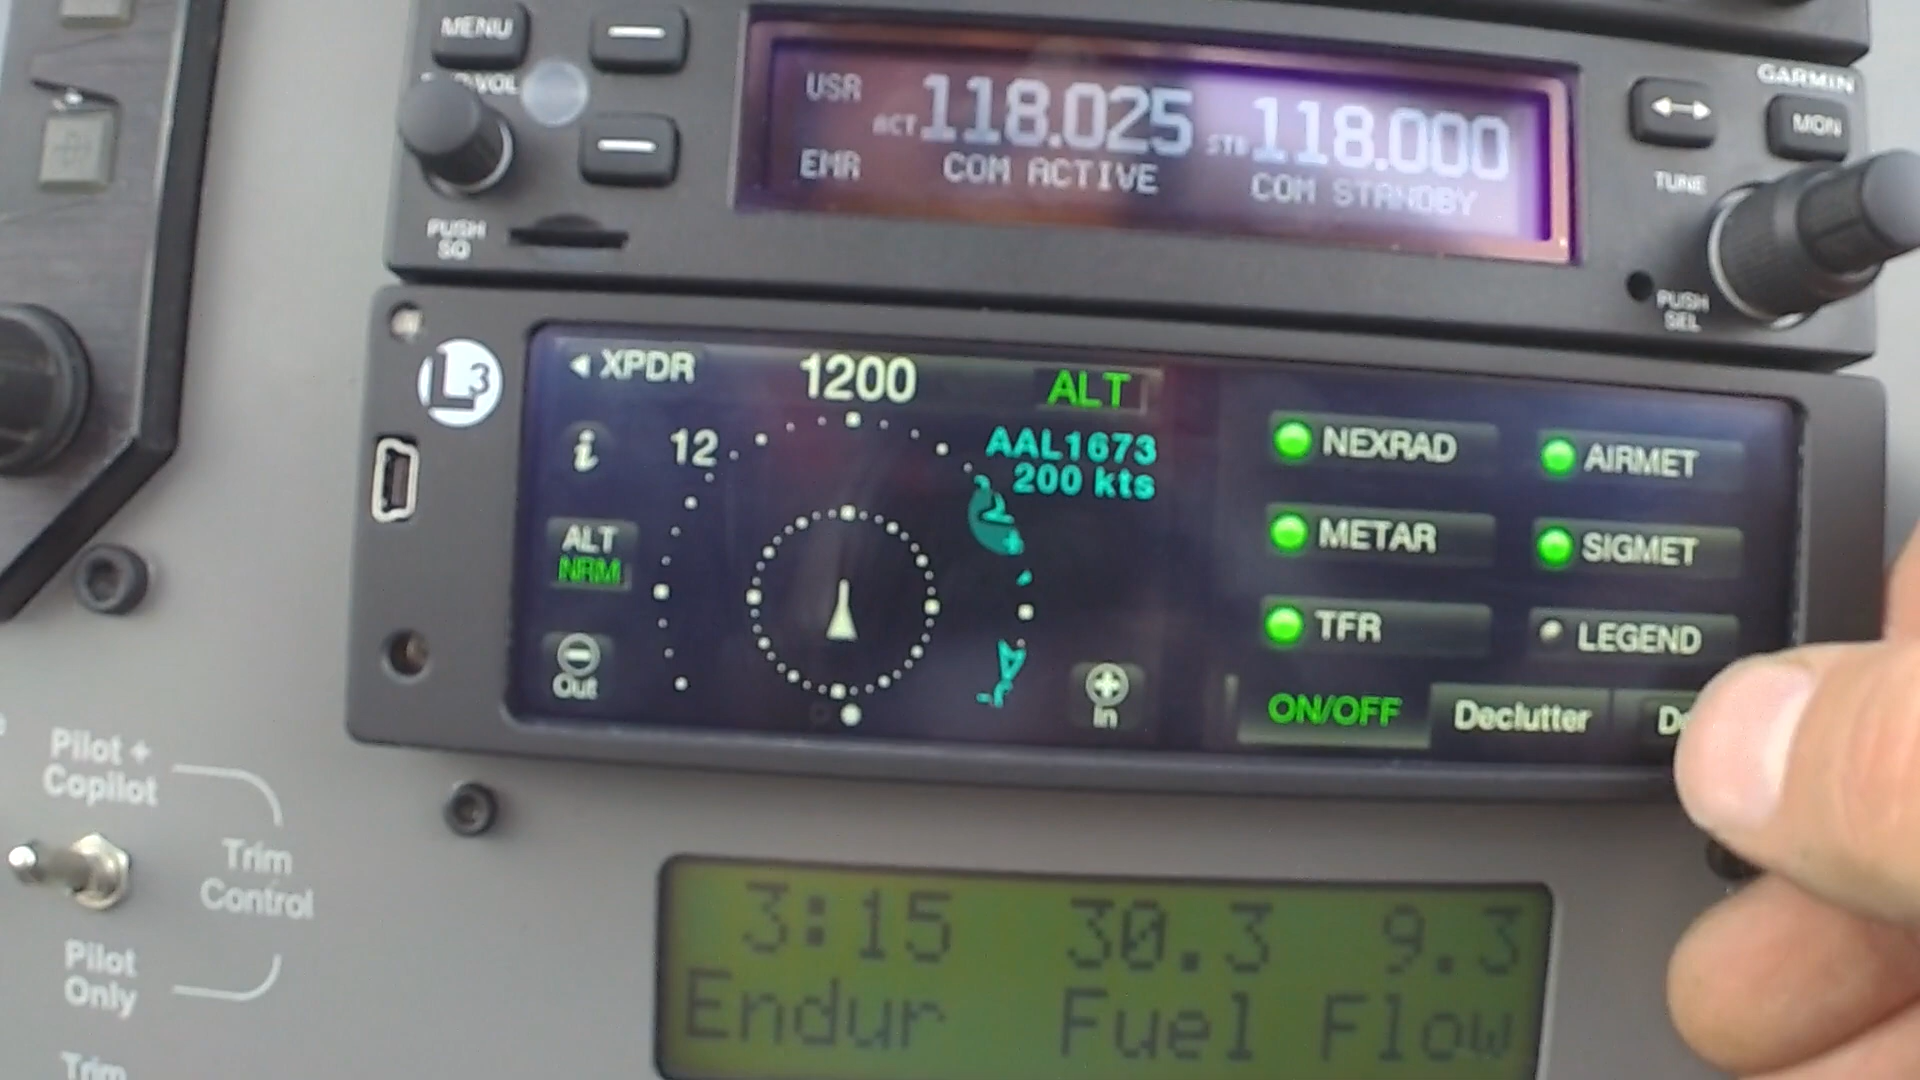 MENU
VOL
PUSH
SQ
USR
ACT 118.025
STB 118.000
EMR
COM ACTIVE
COM STANDBY
GARMIN
MON
TUNE
PUSH
SEL
L3
XPDR
1200
ALT
12
AAL1673
200 kts
ALT
NRM
Out
In
NEXRAD
AIRMET
METAR
SIGMET
TFR
LEGEND
ON/OFF
Declutter
Pilot +
Copilot
Trim
Control
Pilot
Only
Trim
3:15 30.3 9.3
Endur Fuel Flow